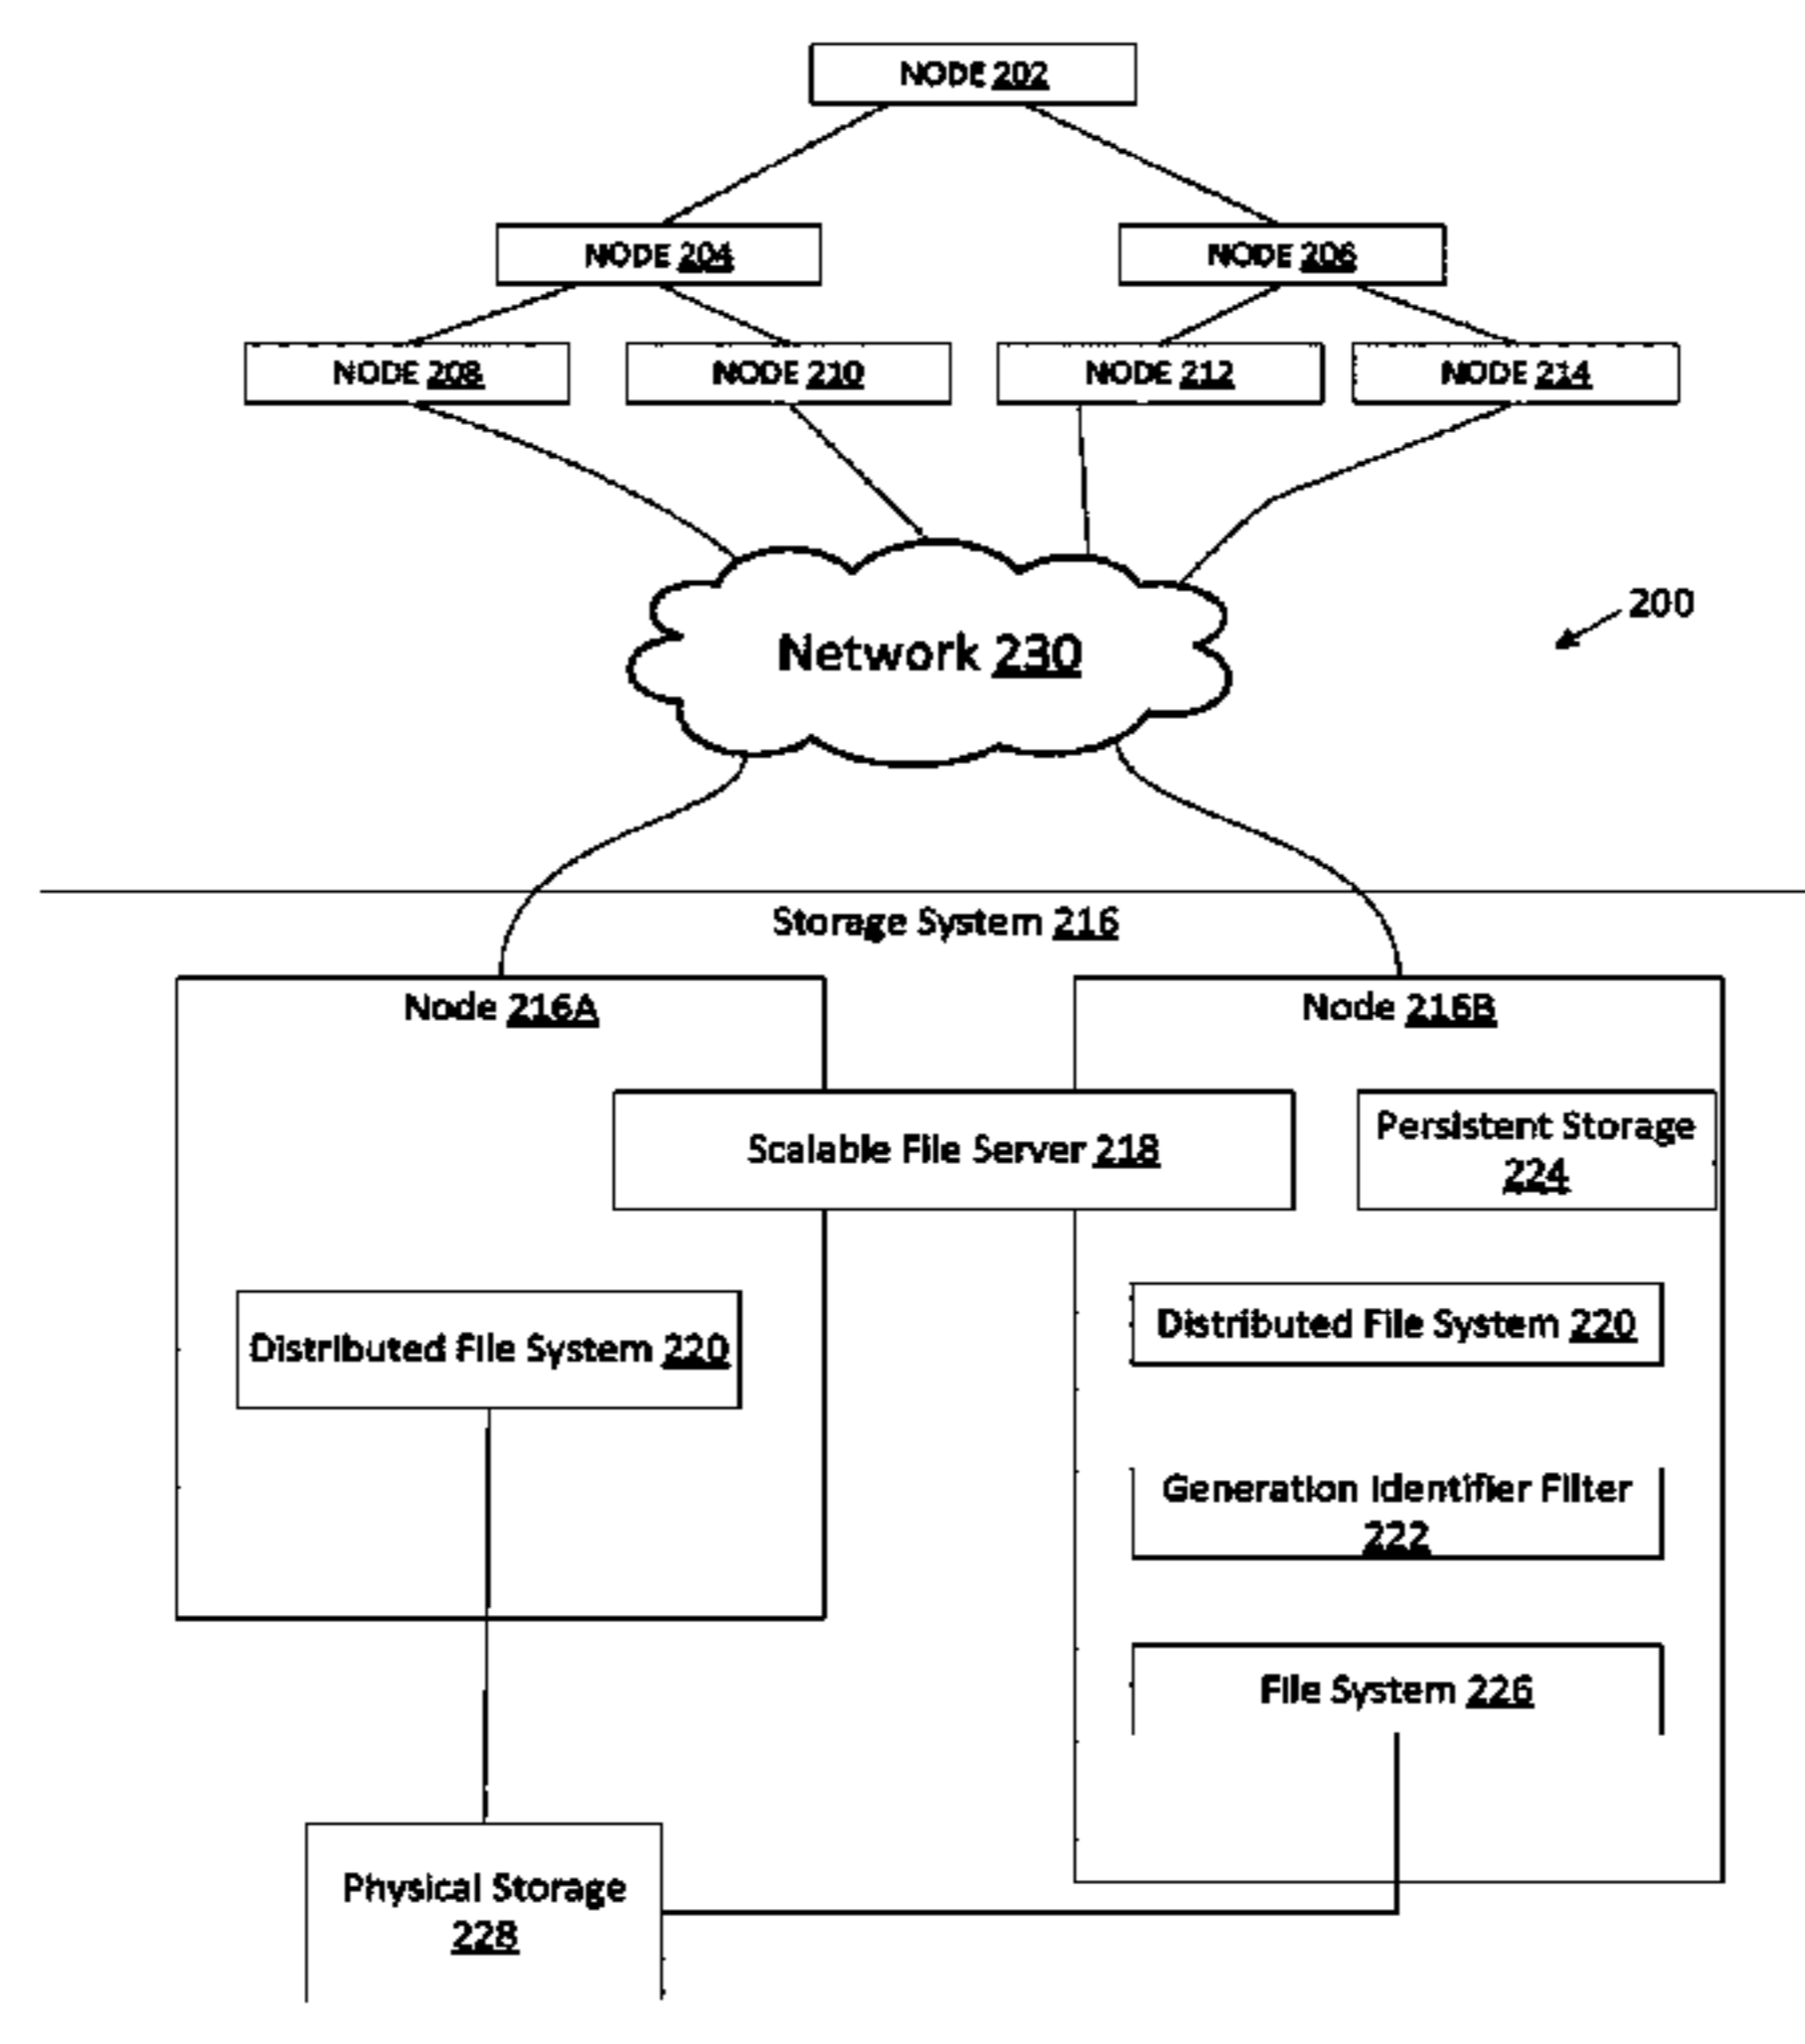 NODE 202
NODE 204
NODE 206
NODE 208
NODE 210
NODE 212
NODE 214
Network 230
200
Storage System 216
Node 216A
Node 216B
Scalable File Server 218
Persistent Storage
224
Distributed File System 220
Distributed File System 220
Generation Identifier Filter
222
File System 226
Physical Storage
228